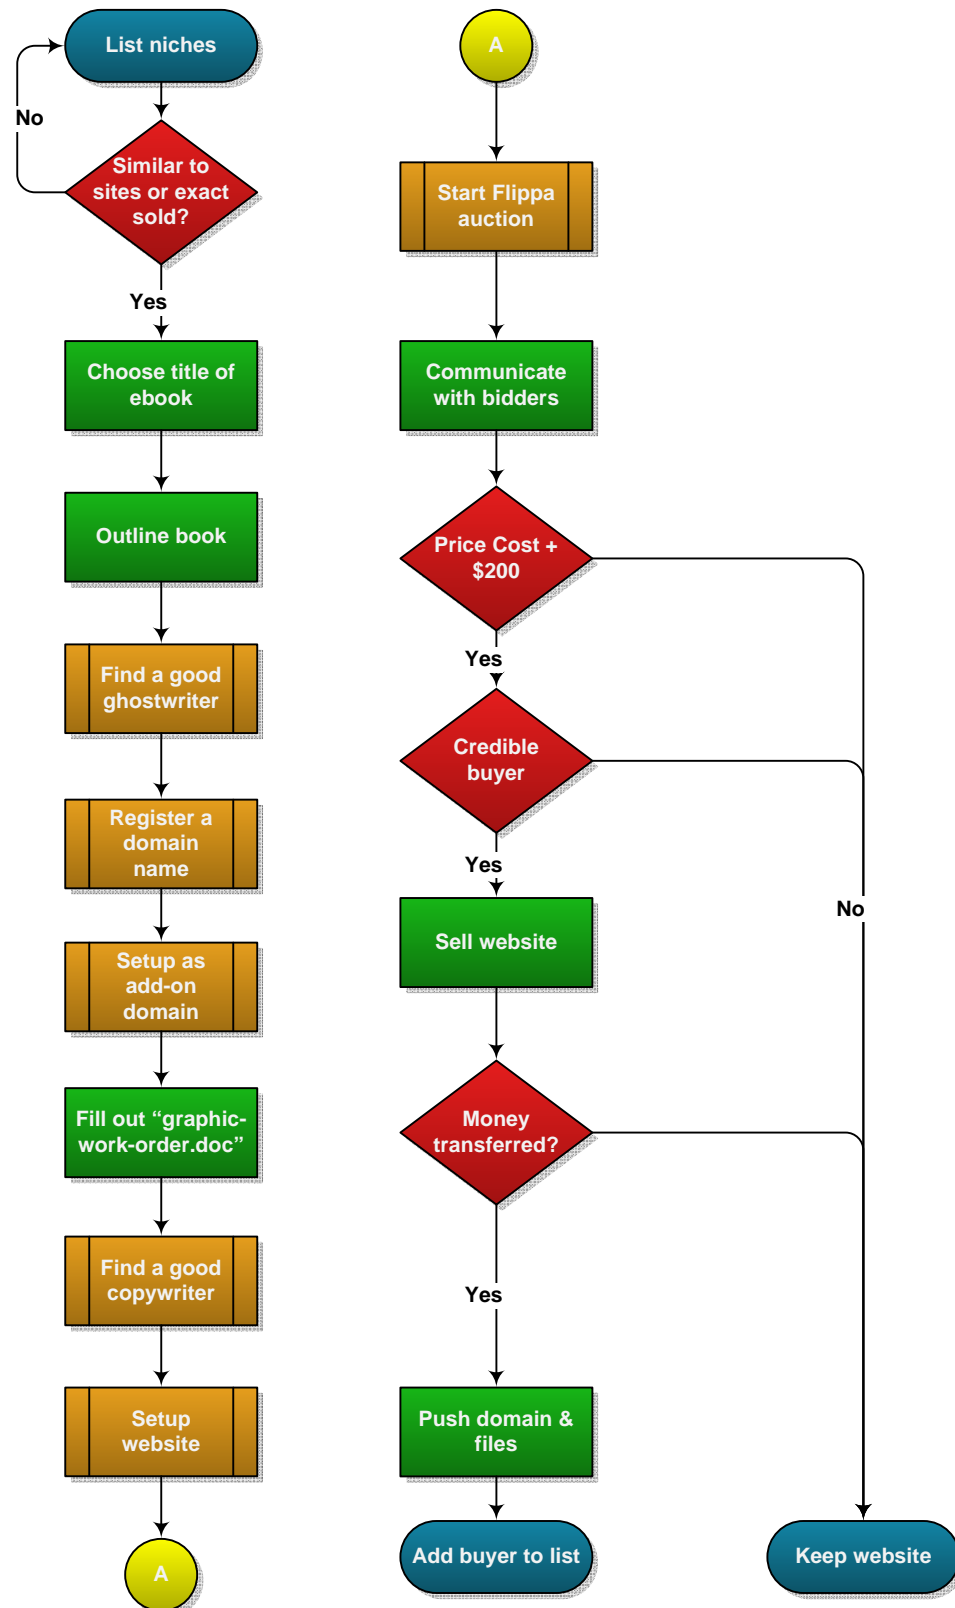 List niches
No
Similar to
sites or exact
sold?
Yes
Choose title of
ebook
Outline book
Find a good
ghostwriter
Register a
domain
name
Setup as
add-on
domain
Fill out “graphic-
work-order.doc”
Find a good
copywriter
Setup
website
A
A
Start Flippa
auction
Communicate
with bidders
Price Cost +
$200
Yes
Credible
buyer
Yes
Sell website
No
Money
transferred?
Yes
Push domain &
files
Add buyer to list
Keep website